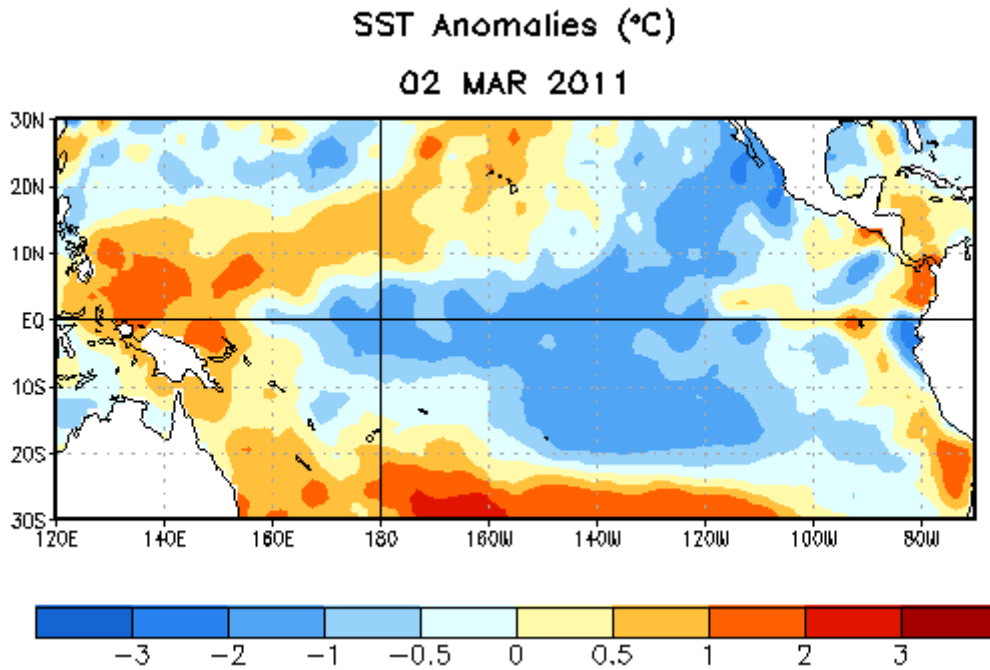 SST Anomalies (°C)
02 MAR 2011
30N
20N
10N
EQ
10S
20S
30S
120E 140E 160E 180 160W 140W 120W 100W 80W
-3 -2 -1 -0.5 0 0.5 1 2 3